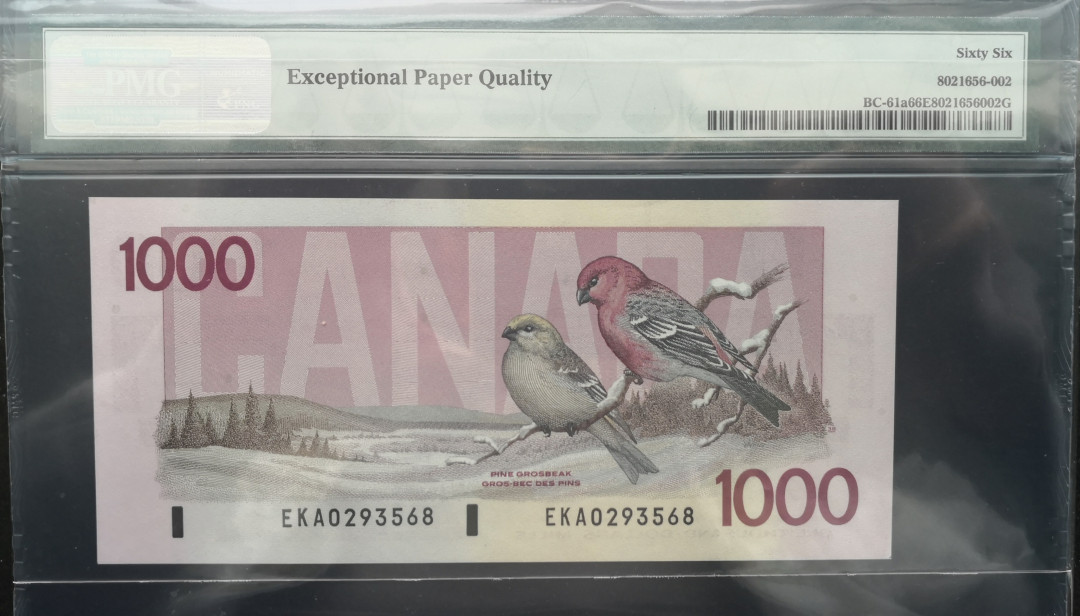 PMG
Exceptional Paper Quality
Sixty Six
8021656-002
BC-61a66E8021656002G
1000
CANADA
PINE GROSBEAK
GROS-BEC DES PINS
1000
EKA0293568
EKA0293568